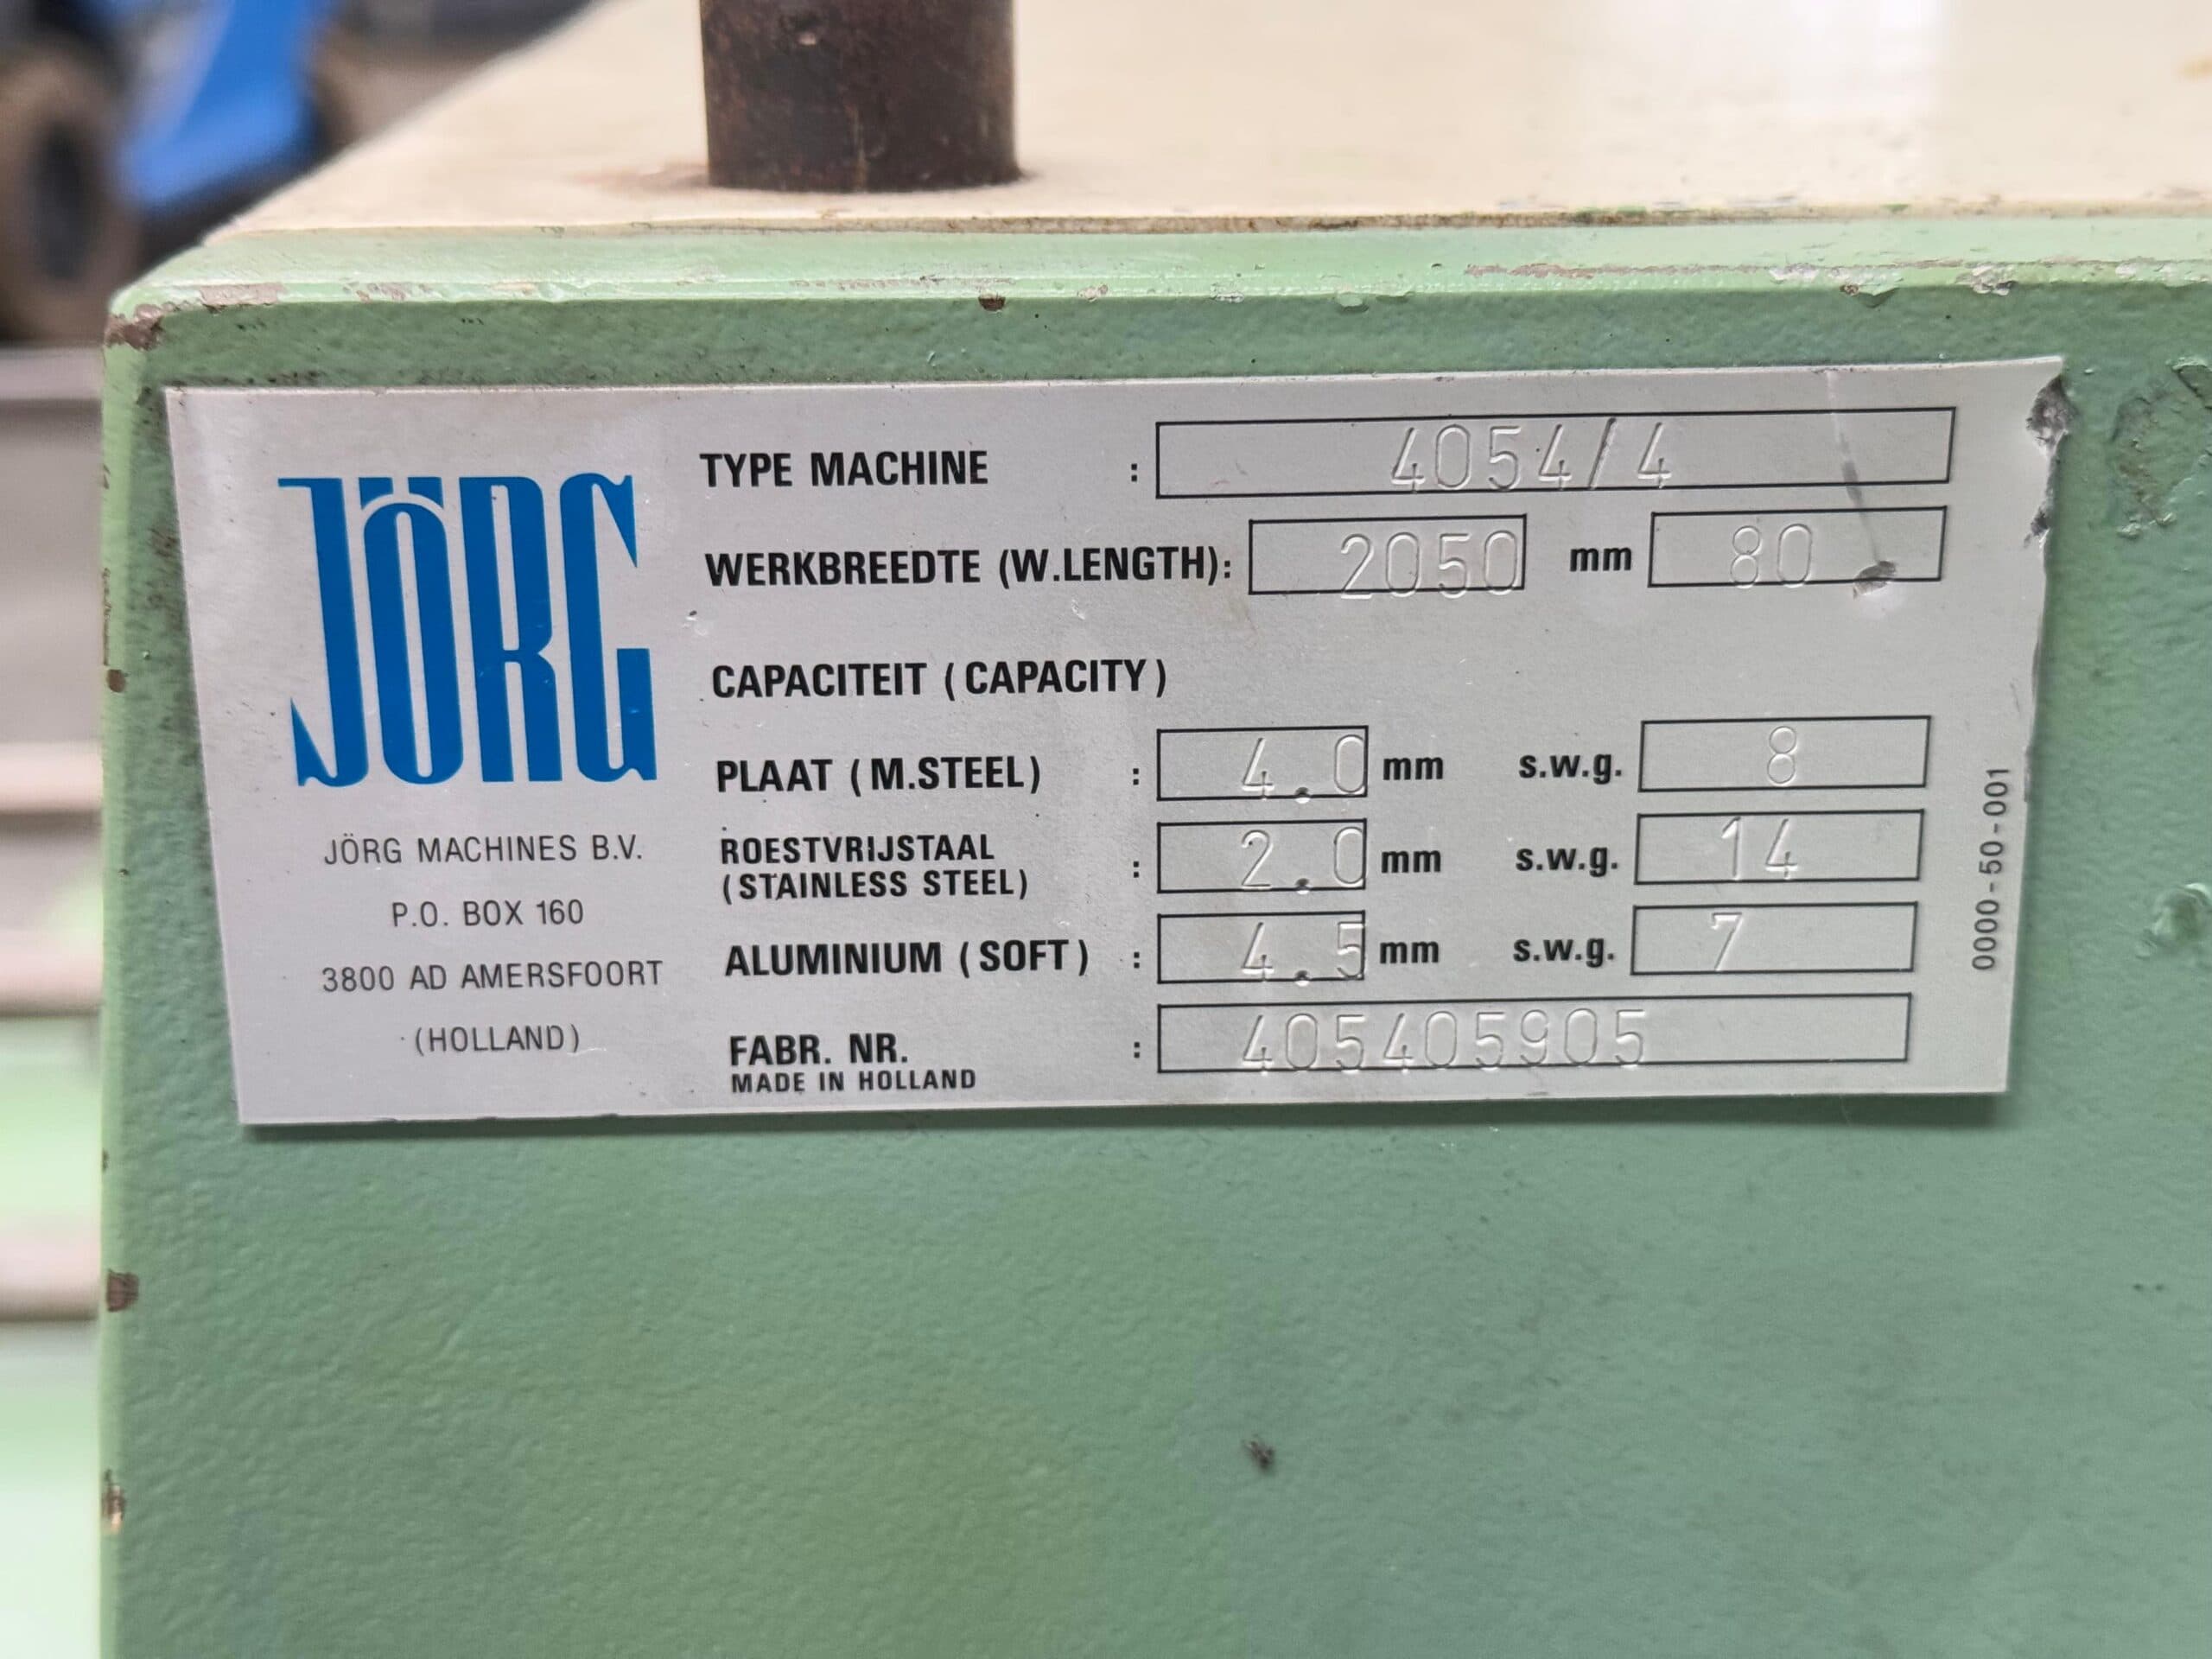 JÖRG
JÖRG MACHINES B.V.
P.O. BOX 160
3800 AD AMERSFOORT
(HOLLAND)
TYPE MACHINE : 4054/4
WERKBREEDTE (W.LENGTH): 2050 mm 80
CAPACITEIT (CAPACITY)
PLAAT (M.STEEL) : 4.0 mm s.w.g. 8
ROESTVRIJSTAAL
(STAINLESS STEEL) : 2.0 mm s.w.g. 14
ALUMINIUM (SOFT) : 4.5 mm s.w.g. 7
FABR. NR. : 405405905
MADE IN HOLLAND
0000-50-001